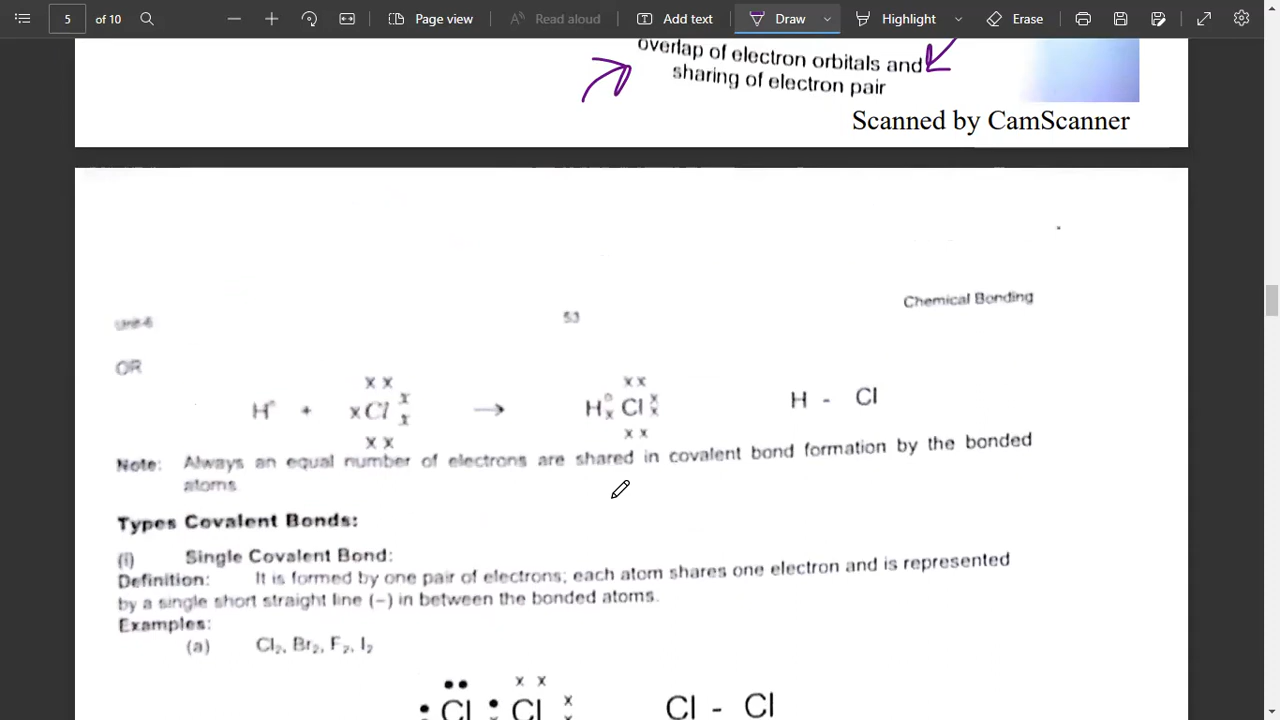 5 of 10 Page view Read aloud Add text Draw Highlight Erase
overlap of electron orbitals and
sharing of electron pair
Scanned by CamScanner
Chemical Bonding
Unit-6 53
OR
x x x x
H° + xCl x x → H°x Cl x x H - Cl
x x x x
Note: Always an equal number of electrons are shared in covalent bond formation by the bonded
atoms
Types Covalent Bonds:
(i) Single Covalent Bond:
Definition: It is formed by one pair of electrons; each atom shares one electron and is represented
by a single short straight line (–) in between the bonded atoms.
Examples:
(a) Cl₂, Br₂, F₂, I₂
•• x x
• Cl • Cl x x Cl - Cl